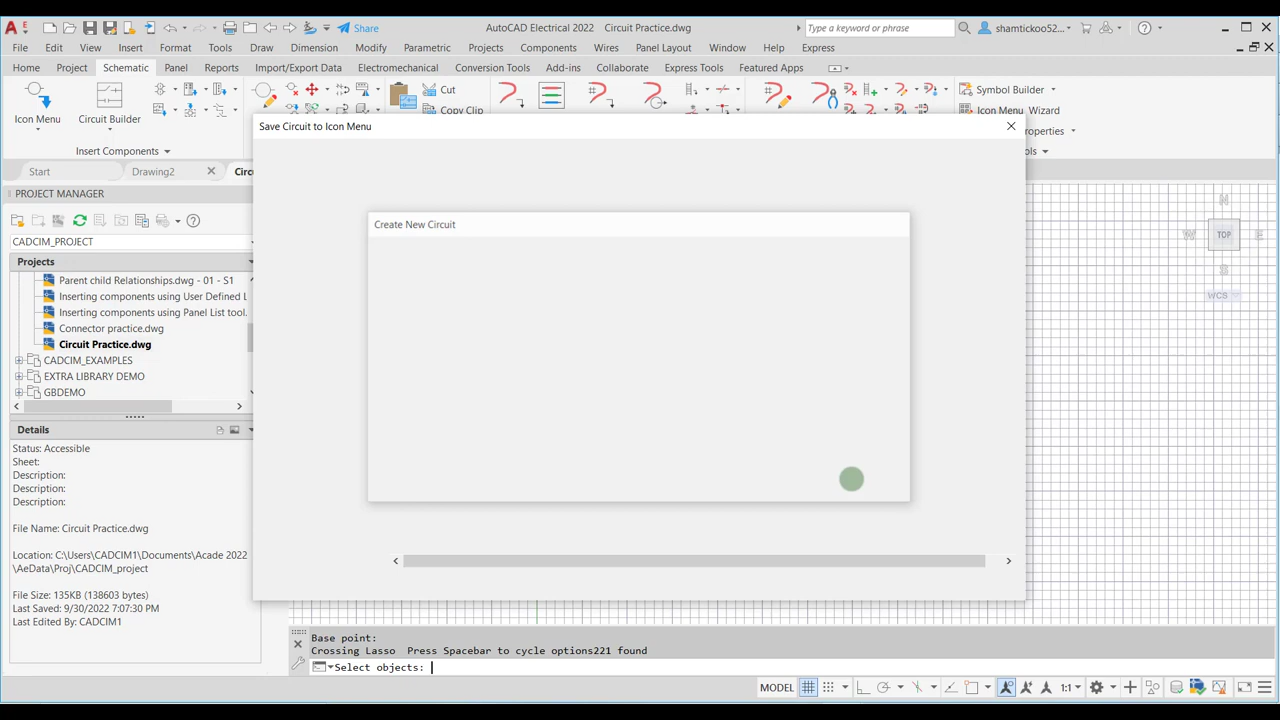 AutoCAD Electrical 2022 Circuit Practice.dwg
Share
Type a keyword or phrase
shamtickoo52...
File Edit View Insert Format Tools Draw Dimension Modify Parametric Projects Components Wires Panel Layout Window Help Express
Home Project Schematic Panel Reports Import/Export Data Electromechanical Conversion Tools Add-ins Collaborate Express Tools Featured Apps
Cut
Symbol Builder
Icon Menu
Circuit Builder
Copy Clip
Icon Menu Wizard
Save Circuit to Icon Menu
operties
Insert Components
ols
Start Drawing2 Circ
PROJECT MANAGER
CADCIM_PROJECT
Projects
Parent child Relationships.dwg - 01 - S1
Inserting components using User Defined L
Inserting components using Panel List tool.
Connector practice.dwg
Circuit Practice.dwg
CADCIM_EXAMPLES
EXTRA LIBRARY DEMO
GBDEMO
Details
Status: Accessible
Sheet:
Description:
Description:
Description:
File Name: Circuit Practice.dwg
Location: C:\Users\CADCIM1\Documents\Acade 2022
\AeData\Proj\CADCIM_project
File Size: 135KB (138603 bytes)
Last Saved: 9/30/2022 7:07:30 PM
Last Edited By: CADCIM1
Create New Circuit
N
W TOP E
S
WCS
Base point:
Crossing Lasso Press Spacebar to cycle options221 found
Select objects:
MODEL
1:1